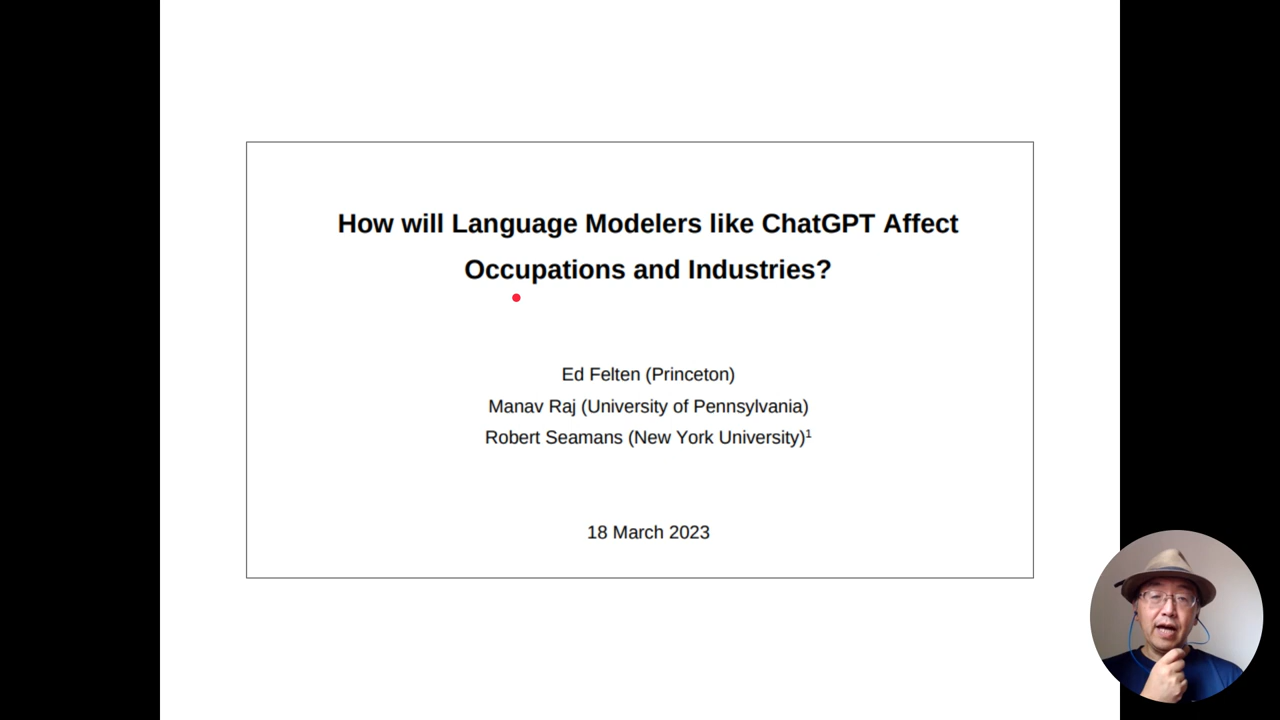 How will Language Modelers like ChatGPT Affect
Occupations and Industries?
Ed Felten (Princeton)
Manav Raj (University of Pennsylvania)
Robert Seamans (New York University)¹
18 March 2023